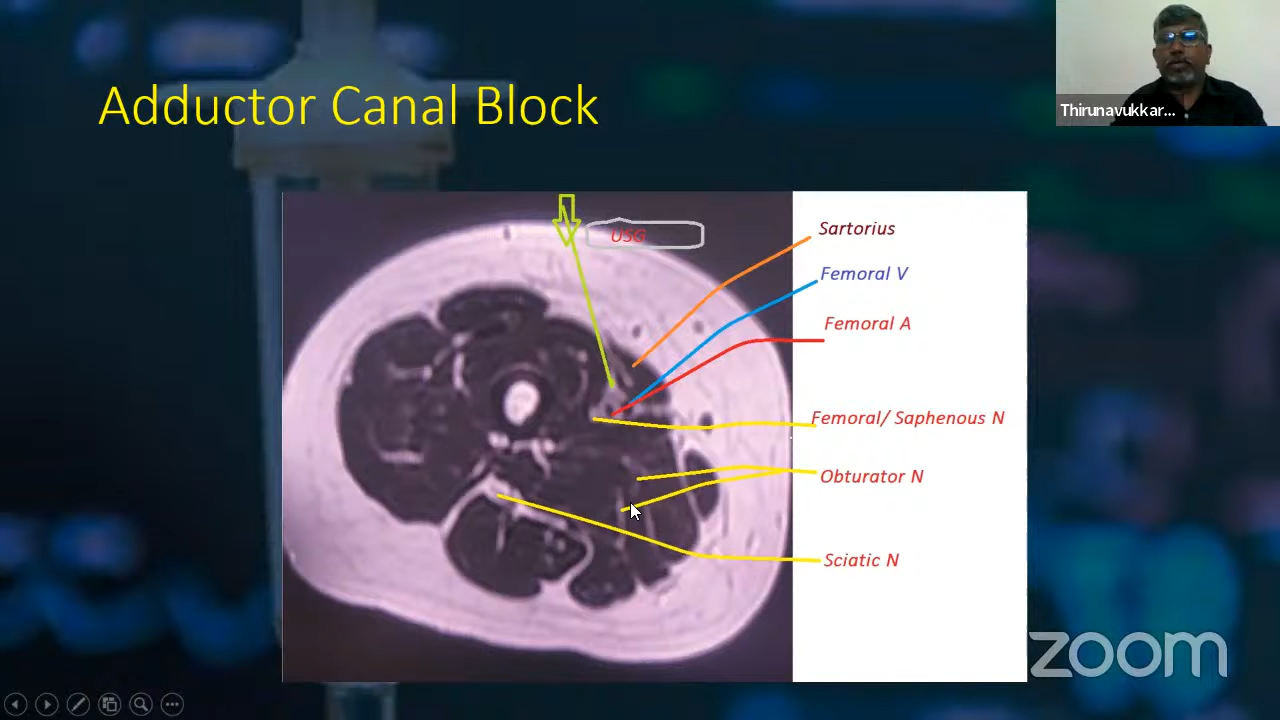 Thirunavukkar...
Adductor Canal Block
USG
Sartorius
Femoral V
Femoral A
Femoral/ Saphenous N
Obturator N
Sciatic N
zoom